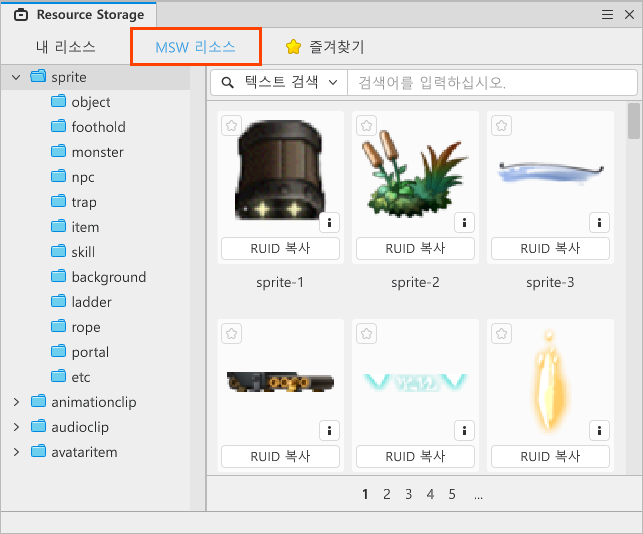 Resource Storage
내 리소스
MSW 리소스
즐겨찾기
sprite
object
foothold
monster
npc
trap
item
skill
background
ladder
rope
portal
etc
animationclip
audioclip
avataritem
텍스트 검색
검색어를 입력하십시오.
RUID 복사
RUID 복사
RUID 복사
sprite-1
sprite-2
sprite-3
RUID 복사
RUID 복사
RUID 복사
1 2 3 4 5 ...